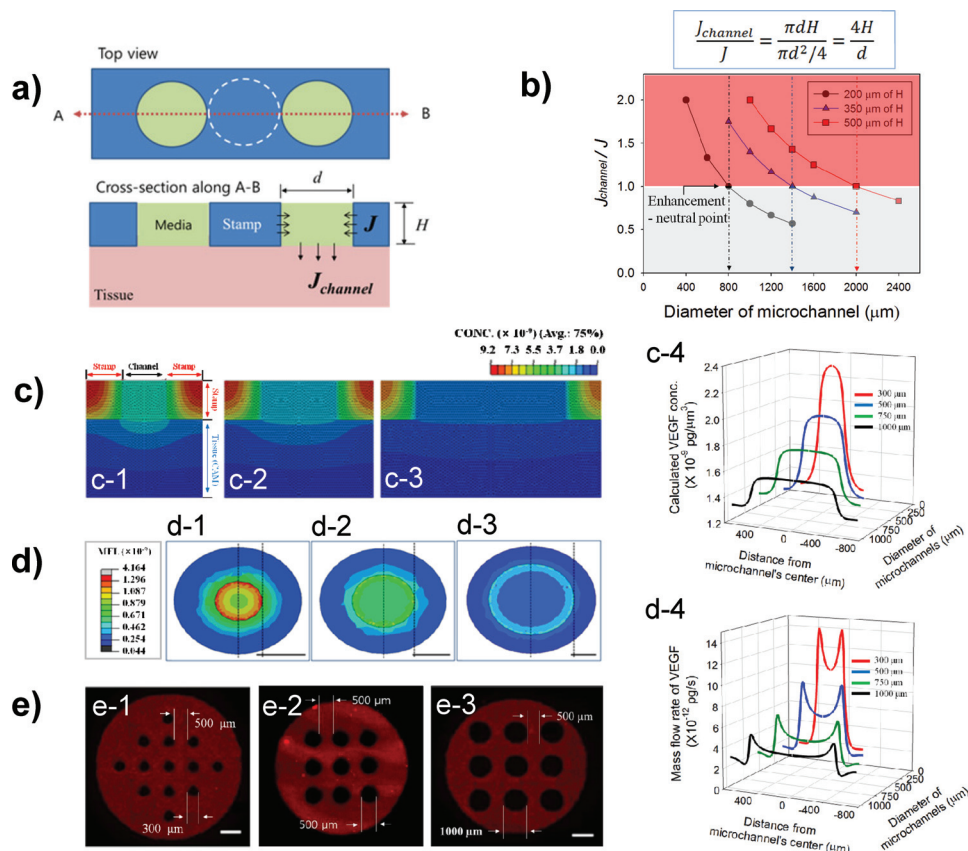 J_channel / J = πdH / πd²/4 = 4H / d
a)
Top view
A
B
Cross-section along A-B
d
Media
Stamp
J
H
J_channel
Tissue
b)
200 μm of H
350 μm of H
500 μm of H
J_channel / J
2.0
1.5
1.0
0.5
0.0
Enhancement
- neutral point
400 800 1200 1600 2000 2400
Diameter of microchannel (μm)
CONC. (× 10⁻⁹) (Avg.: 75%)
9.2 7.3 5.5 3.7 1.8 0.0
c)
Stamp Channel Stamp
Stamp
Tissue (CAM)
c-1
c-2
c-3
c-4
2.4
2.2
2.0
1.8
1.6
1.4
1.2
Calculated VEGF conc.
(X 10⁻⁹ pg/μm³)
300 μm
500 μm
750 μm
1000 μm
400 0 -400 -800
Distance from
microchannel's center (μm)
0
250
500
750
1000
Diameter of
microchannels (μm)
d)
d-1
d-2
d-3
4.164
1.296
1.087
0.879
0.671
0.462
0.254
0.044
d-4
14
12
10
8
6
4
2
0
Mass flow rate of VEGF
(X10⁻¹² pg/s)
300 μm
500 μm
750 μm
1000 μm
400 0 -400 -800
Distance from
microchannel's center (μm)
0
250
500
750
1000
Diameter of
microchannels (μm)
e)
e-1
500 μm
300 μm
e-2
500 μm
500 μm
e-3
500 μm
1000 μm